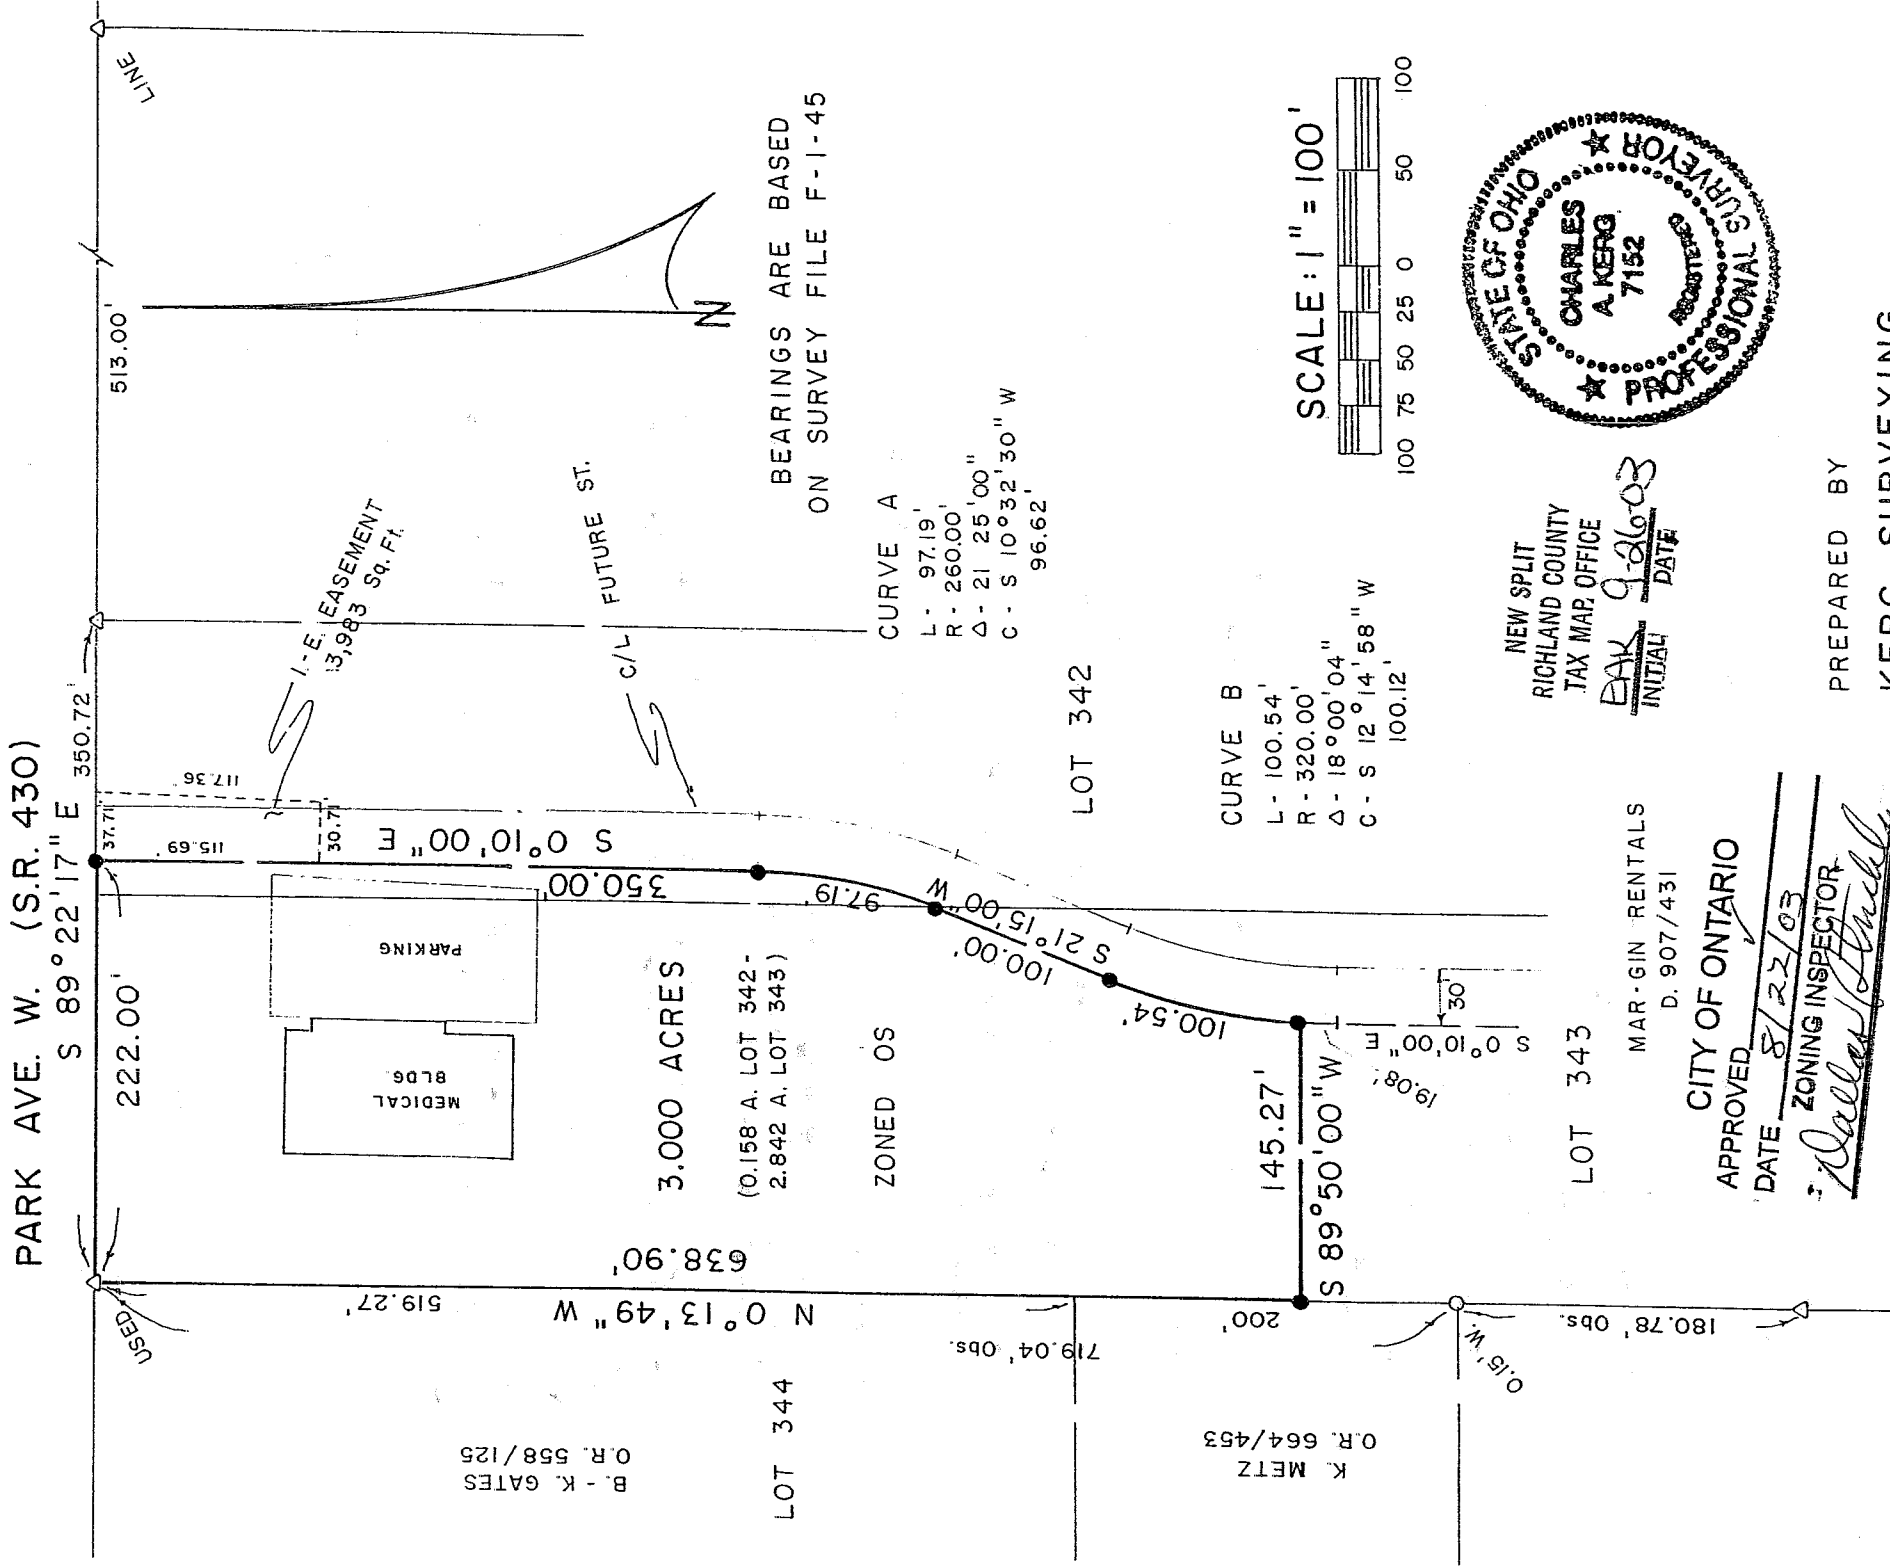 PARK AVE. W. (S.R. 430)
S 89°22'17" E
350.72'
513.00'
222.00'
LINE
USED
37.71'
117.36'
115.69'
30.71'
I.-E. EASEMENT
3,983 Sq. Ft.
C/L FUTURE ST.
S 0°10'00" E
350.00'
97.19'
S 21°15'00" W
100.00'
100.54'
S 0°10'00" E
19.08'
30'
145.27'
S 89°50'00" W
N 0°13'49" W
638.90'
519.27'
719.04' Obs.
200'
180.78' Obs.
0.15' W.
PARKING
MEDICAL
BLDG.
3.000 ACRES
(0.158 A. LOT 342-
2.842 A. LOT 343)
ZONED OS
B.-K. GATES
O.R. 558/125
LOT 344
K. METZ
O.R. 664/453
LOT 342
LOT 343
MAR-GIN RENTALS
D. 907/431
N
BEARINGS ARE BASED
ON SURVEY FILE F-1-45
CURVE A
L - 97.19'
R - 260.00'
Δ - 21 25'00"
C - S 10°32'30" W
96.62'
CURVE B
L - 100.54'
R - 320.00'
Δ - 18°00'04"
C - S 12°14'58" W
100.12'
SCALE: 1" = 100'
100 75 50 25 0 50 100
STATE OF OHIO
CHARLES
A. KERG
7152
REGISTERED
PROFESSIONAL SURVEYOR
NEW SPLIT
RICHLAND COUNTY
TAX MAP OFFICE
9-26-03
INITIAL DATE
CITY OF ONTARIO
APPROVED
DATE 8/22/03
ZONING INSPECTOR
PREPARED BY
KERG SURVEYING